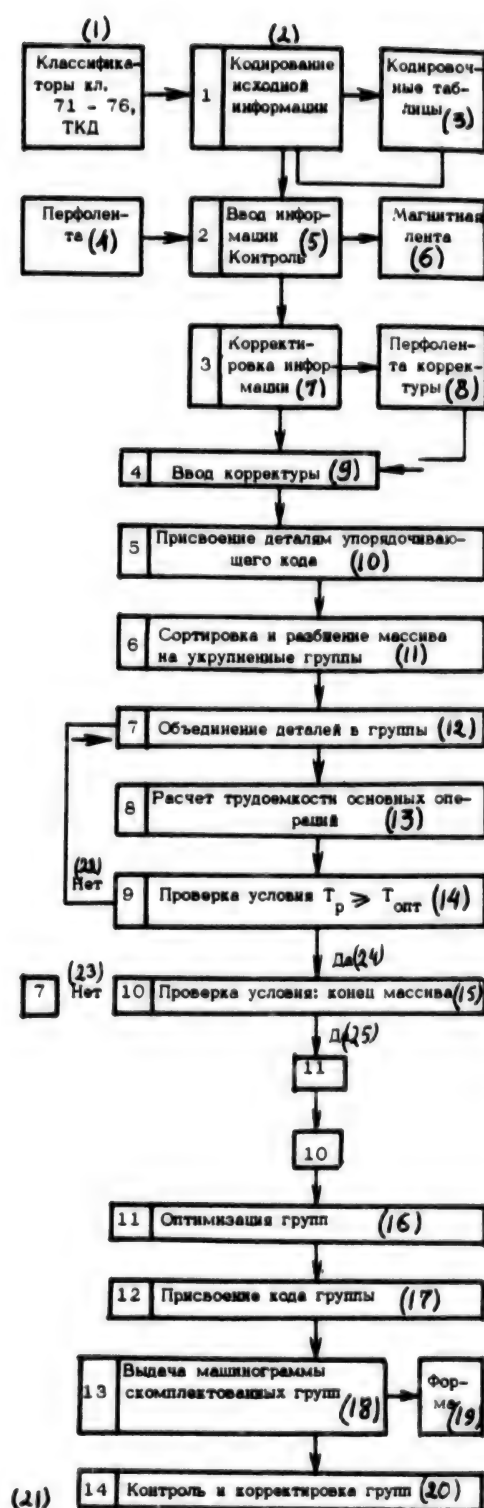 (1)
(2)
Классифика-
торы кл.
71 - 76,
ТКД
1
Кодирование
исходной
информации
Кодировоч-
ные таб-
лицы (3)
Перфолен-
та (4)
2
Ввод инфор-
мации (5)
Контроль
Магнитная
лента
(6)
3
Корректи-
ровка инфор-
мации (7)
Перфолен-
та коррек-
туры (8)
4 Ввод корректуры (9)
5
Присвоение деталям упорядочиваю-
щего кода (10)
6
Сортировка и разбиение массива
на укрупненные группы (11)
7 Объединение деталей в группы (12)
8
Расчет трудоемкости основных опе-
раций (13)
Нет
9 Проверка условия Tр ⩾ Tопт (14)
Да (24)
7
(23)
Нет
10 Проверка условия: конец массива (15)
Да (25)
11
10
11 Оптимизация групп (16)
12 Присвоение кода группы (17)
13
Выдача машинограммы
скомплектованных групп (18)
Фор-
ма (19)
(21)
14 Контроль и корректировка групп (20)